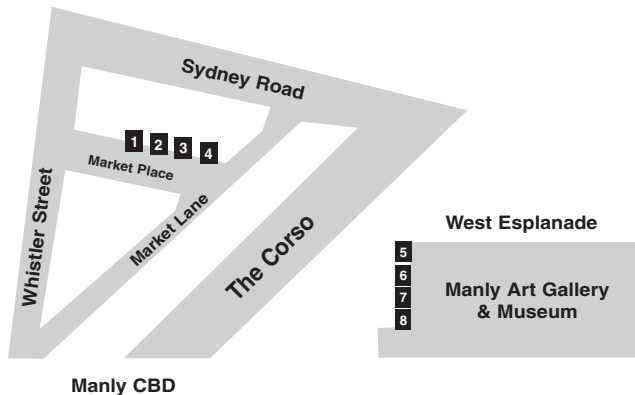 Sydney Road
1
2
3
4
Market Place
Whistler Street
Market Lane
The Corso
Manly CBD
West Esplanade
5
6
7
8
Manly Art Gallery
& Museum